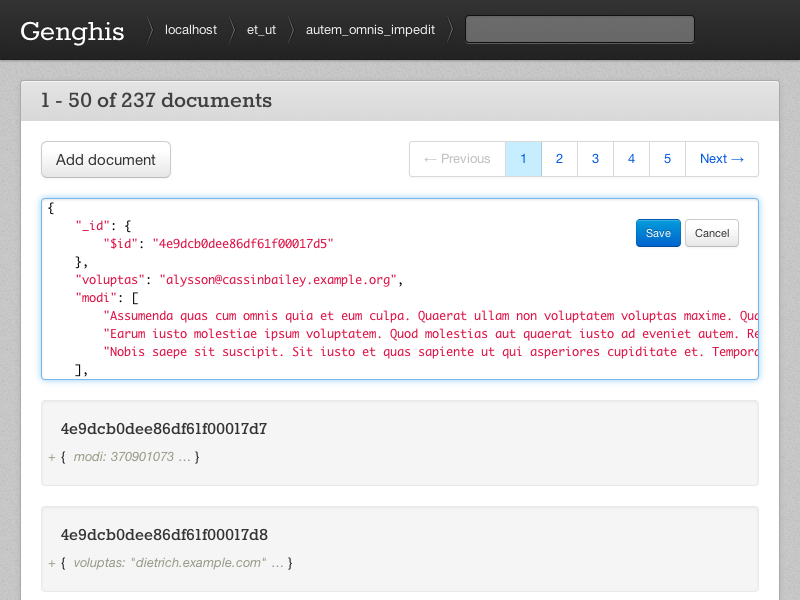 Genghis localhost et_ut autem_omnis_impedit
1 - 50 of 237 documents
Add document ← Previous 1 2 3 4 5 Next →
{
"_id": {
"$id": "4e9dcb0dee86df61f00017d5"
Save Cancel
},
"voluptas": "alysson@cassinbailey.example.org",
"modi": [
"Assumenda quas cum omnis quia et eum culpa. Quaerat ullam non voluptatem voluptas maxime.
"Earum iusto molestiae ipsum voluptatem. Quod molestias aut quaerat iusto ad eveniet autem.
"Nobis saepe sit suscipit. Sit iusto et quas sapiente ut qui asperiores cupiditate et.
],
4e9dcb0dee86df61f00017d7
+ { modi: 370901073 … }
4e9dcb0dee86df61f00017d8
+ { voluptas: "dietrich.example.com" … }